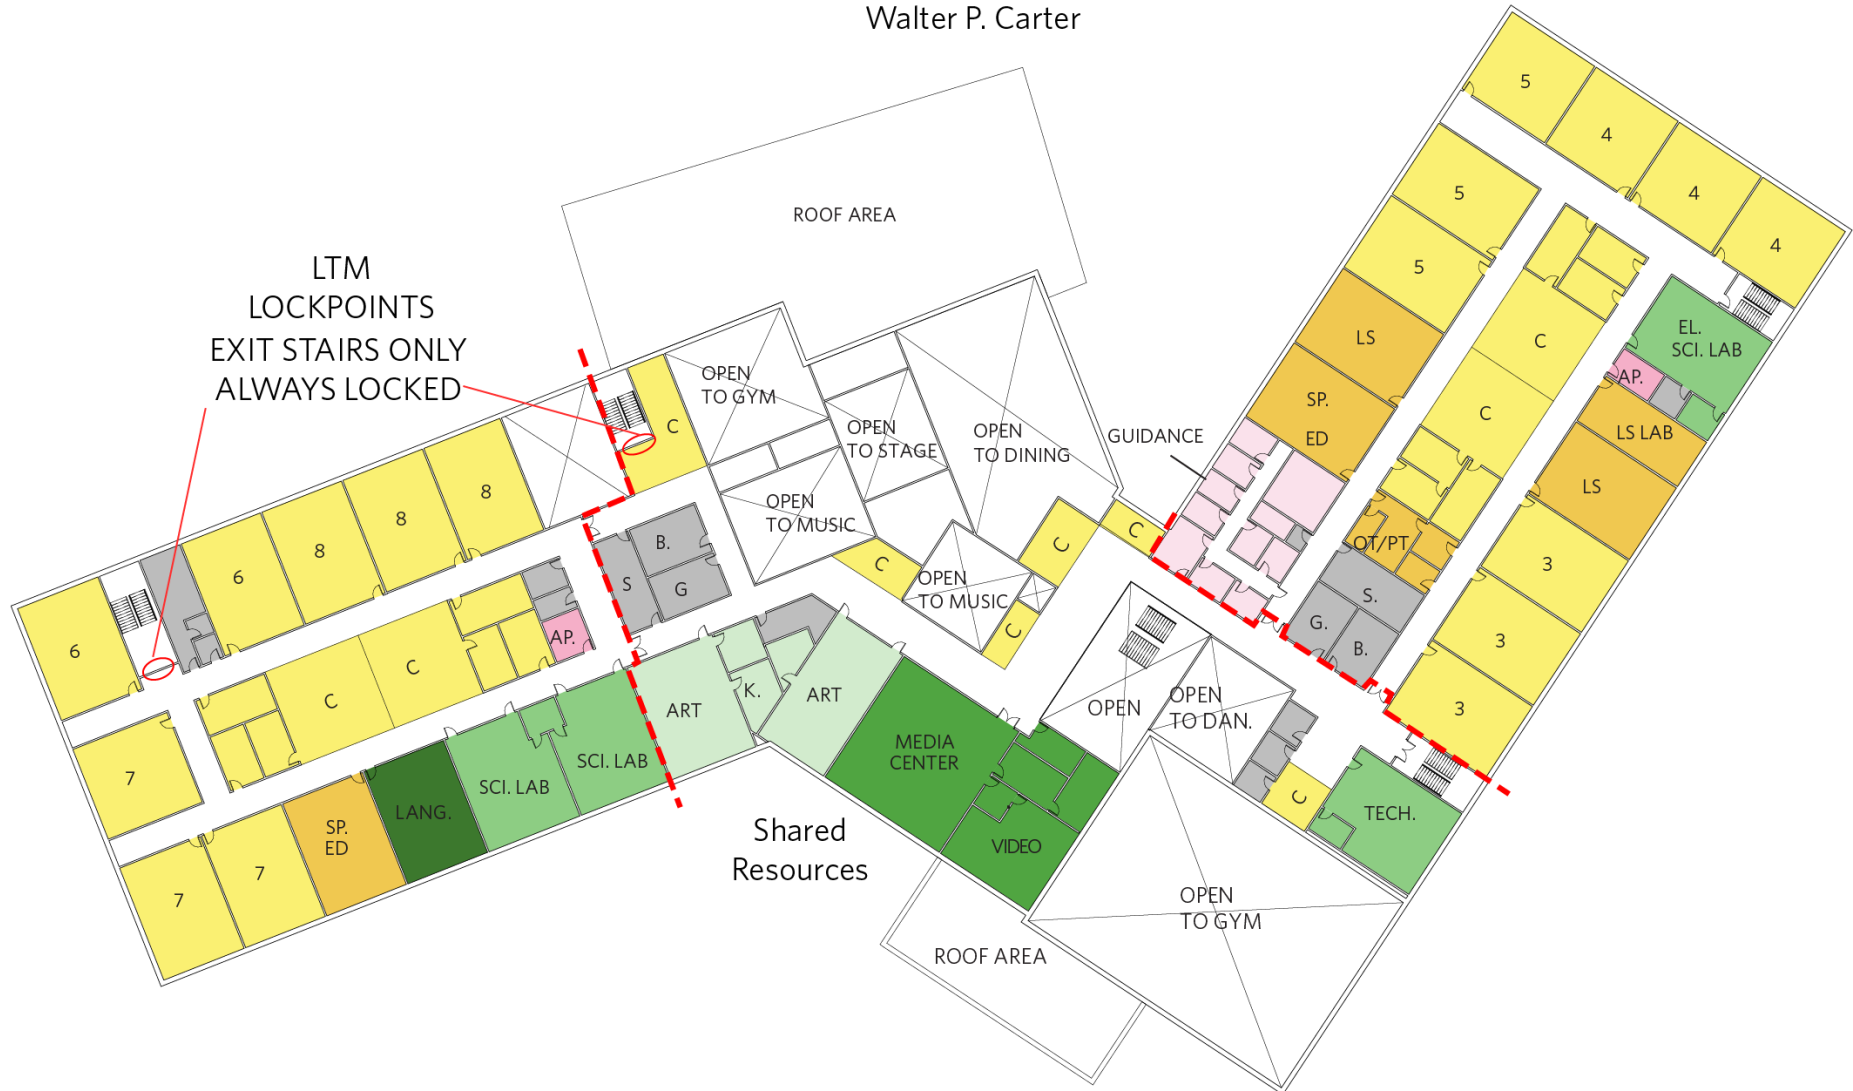 Walter P. Carter
5
4
4
4
5
5
ROOF AREA
LTM
LOCKPOINTS
EXIT STAIRS ONLY
ALWAYS LOCKED
LS
C
EL.
SCI. LAB
AP.
SP.
ED
C
LS LAB
LS
OPEN
TO GYM
C
OPEN
TO STAGE
OPEN
TO DINING
GUIDANCE
OPEN
TO MUSIC
8
8
8
6
6
S
B.
G
C
OPEN
TO MUSIC
C
C
C
OT/PT
S.
G.
B.
3
3
3
AP.
C
C
7
7
7
SP.
ED
LANG.
SCI. LAB
SCI. LAB
ART
K.
ART
MEDIA
CENTER
VIDEO
OPEN
OPEN
TO DAN.
C
TECH.
Shared
Resources
OPEN
TO GYM
ROOF AREA